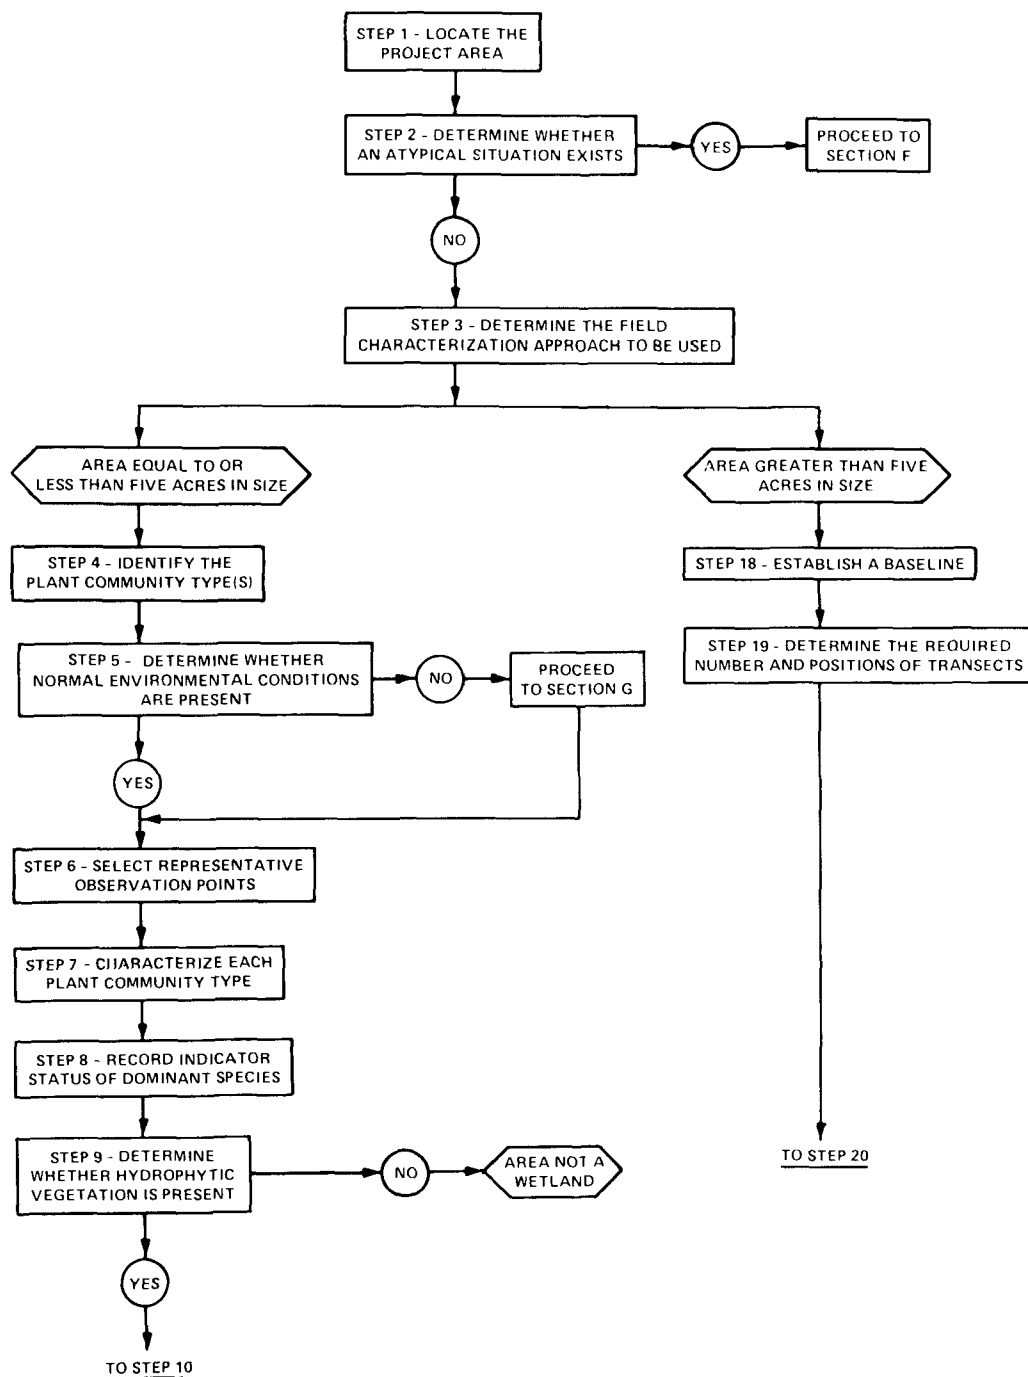 STEP 1 - LOCATE THE
PROJECT AREA
STEP 2 - DETERMINE WHETHER
AN ATYPICAL SITUATION EXISTS
YES
PROCEED TO
SECTION F
NO
STEP 3 - DETERMINE THE FIELD
CHARACTERIZATION APPROACH TO BE USED
AREA EQUAL TO OR
LESS THAN FIVE ACRES IN SIZE
STEP 4 - IDENTIFY THE
PLANT COMMUNITY TYPE(S)
STEP 5 - DETERMINE WHETHER
NORMAL ENVIRONMENTAL CONDITIONS
ARE PRESENT
NO
PROCEED
TO SECTION G
YES
STEP 6 - SELECT REPRESENTATIVE
OBSERVATION POINTS
STEP 7 - CHARACTERIZE EACH
PLANT COMMUNITY TYPE
STEP 8 - RECORD INDICATOR
STATUS OF DOMINANT SPECIES
STEP 9 - DETERMINE
WHETHER HYDROPHYTIC
VEGETATION IS PRESENT
NO
AREA NOT A
WETLAND
YES
TO STEP 10
AREA GREATER THAN FIVE
ACRES IN SIZE
STEP 18 - ESTABLISH A BASELINE
STEP 19 - DETERMINE THE REQUIRED
NUMBER AND POSITIONS OF TRANSECTS
TO STEP 20